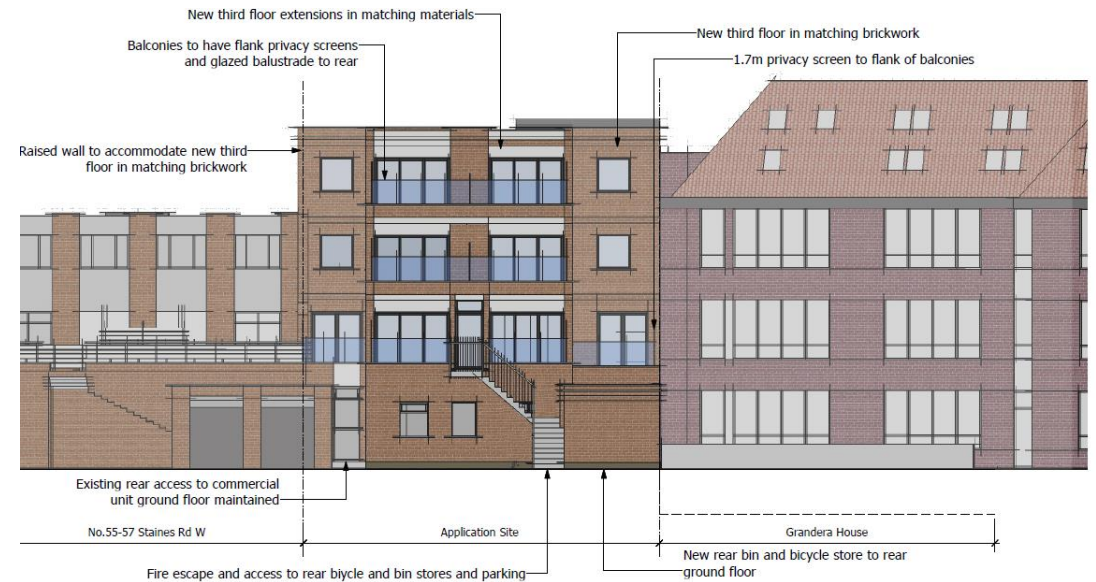 New third floor extensions in matching materials
Balconies to have flank privacy screens
and glazed balustrade to rear
New third floor in matching brickwork
1.7m privacy screen to flank of balconies
Raised wall to accommodate new third
floor in matching brickwork
Existing rear access to commercial
unit ground floor maintained
No.55-57 Staines Rd W
Application Site
Grandera House
New rear bin and bicycle store to rear
ground floor
Fire escape and access to rear biycle and bin stores and parking